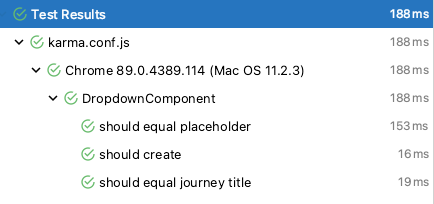 Test Results 188 ms
karma.conf.js 188 ms
Chrome 89.0.4389.114 (Mac OS 11.2.3) 188 ms
DropdownComponent 188 ms
should equal placeholder 153 ms
should create 16 ms
should equal journey title 19 ms